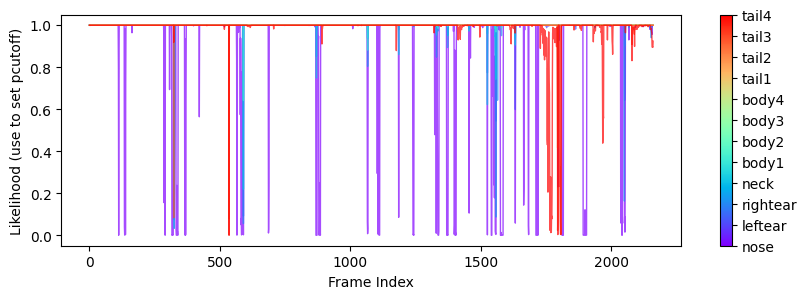 Likelihood (use to set pcutoff)
1.0
0.8
0.6
0.4
0.2
0.0
0
500
1000
1500
2000
Frame Index
tail4
tail3
tail2
tail1
body4
body3
body2
body1
neck
rightear
leftear
nose